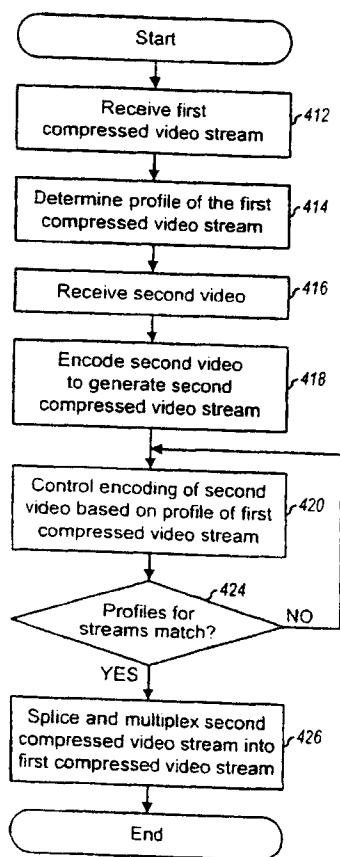 Start
Receive first
compressed video stream
412
Determine profile of the first
compressed video stream
414
Receive second video
416
Encode second video
to generate second
compressed video stream
418
Control encoding of second
video based on profile of first
compressed video stream
420
424
Profiles for
streams match?
NO
YES
Splice and multiplex second
compressed video stream into
first compressed video stream
426
End